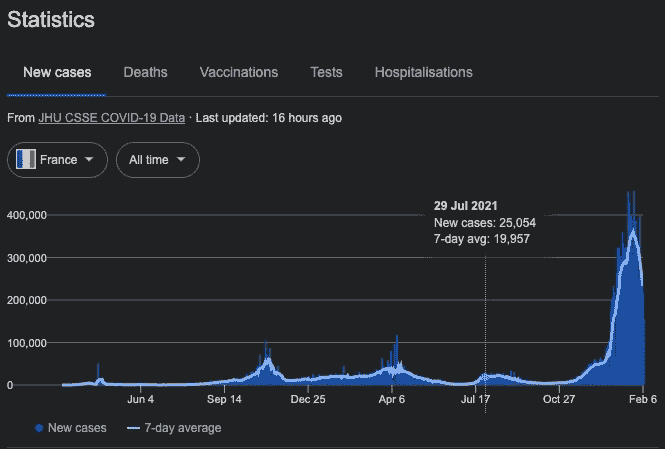 Statistics
New cases Deaths Vaccinations Tests Hospitalisations
From JHU CSSE COVID-19 Data · Last updated: 16 hours ago
France All time
29 Jul 2021
New cases: 25,054
7-day avg: 19,957
400,000
300,000
200,000
100,000
0
Jun 4 Sep 14 Dec 25 Apr 6 Jul 17 Oct 27 Feb 6
New cases 7-day average